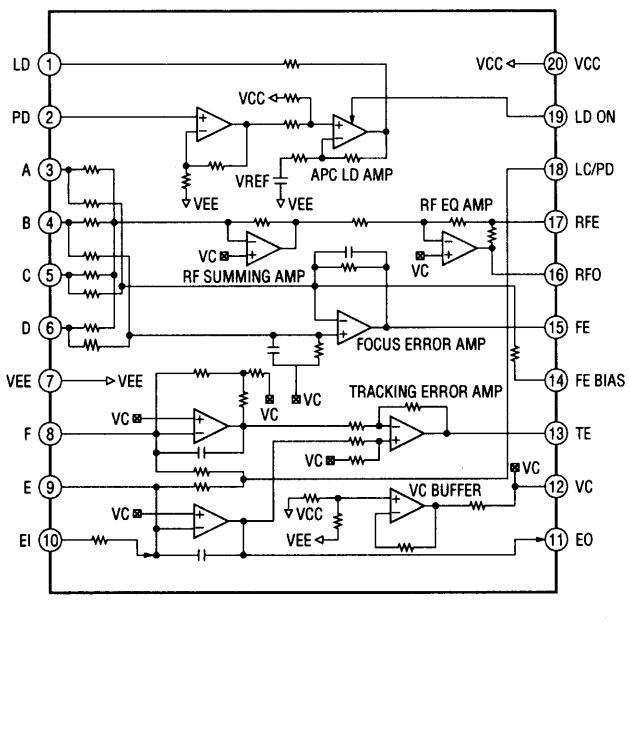 LD 1
VCC
20 VCC
PD 2
VCC
19 LD ON
APC LD AMP
A 3
VREF
VEE
VEE
18 LC/PD
RF EQ AMP
B 4
17 RFE
VC
VC
RF SUMMING AMP
C 5
16 RFO
D 6
15 FE
FOCUS ERROR AMP
VEE 7
VEE
14 FE BIAS
VC
VC
TRACKING ERROR AMP
VC
F 8
13 TE
VC
VC
E 9
VC BUFFER
12 VC
VC
VCC
VEE
EI 10
11 EO
+
−
+
−
−
+
−
+
−
+
+
−
−
+
+
−
+
−